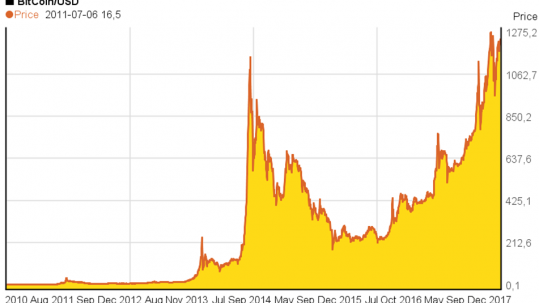 BitCoin/USD
Price 2011-07-06 16,5
Price
1275,2
1062,7
850,2
637,6
425,1
212,6
0,1
2010 Aug 2011 Sep Dec 2012 Aug Nov 2013 Jul Sep 2014 May Sep Dec 2015 Jul Oct 2016 May Sep Dec 2017